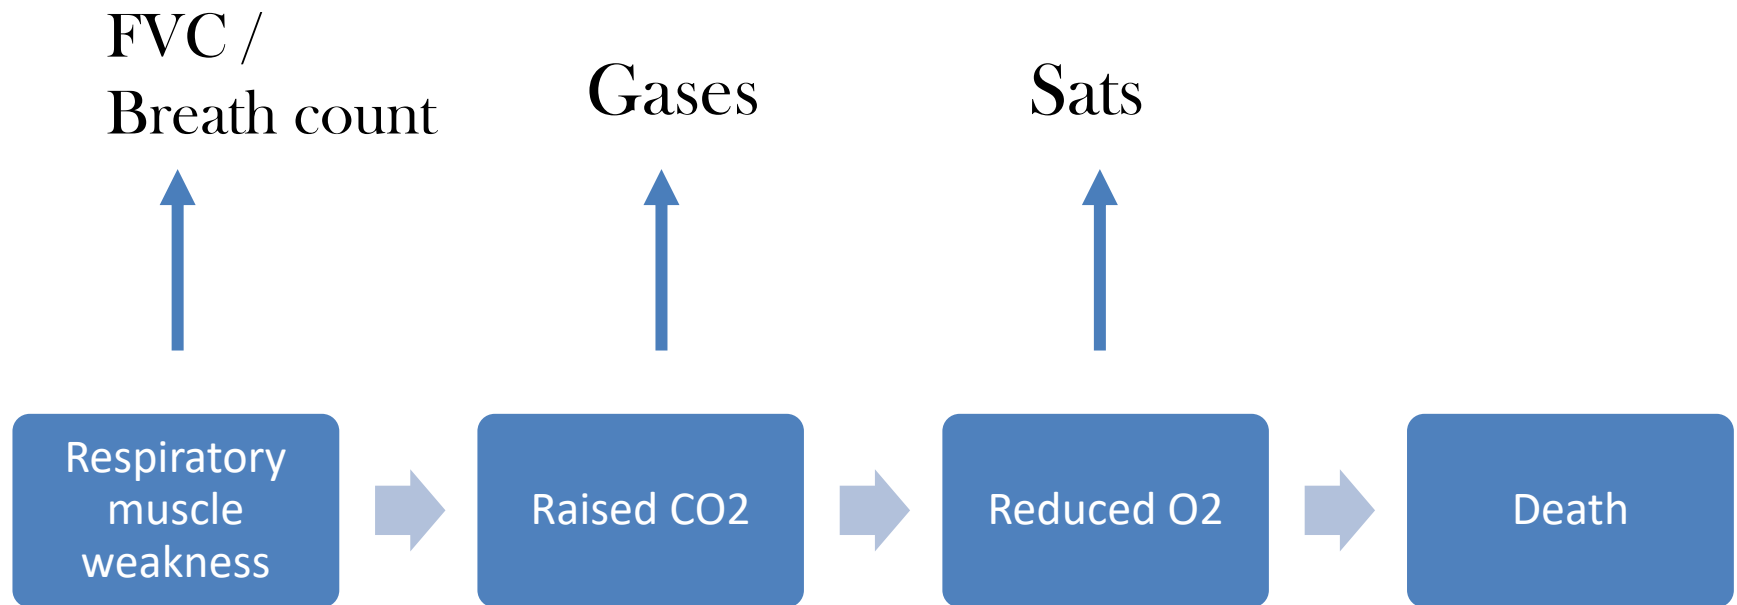 FVC /
Breath count
Gases
Sats
Respiratory
muscle
weakness
Raised CO2
Reduced O2
Death